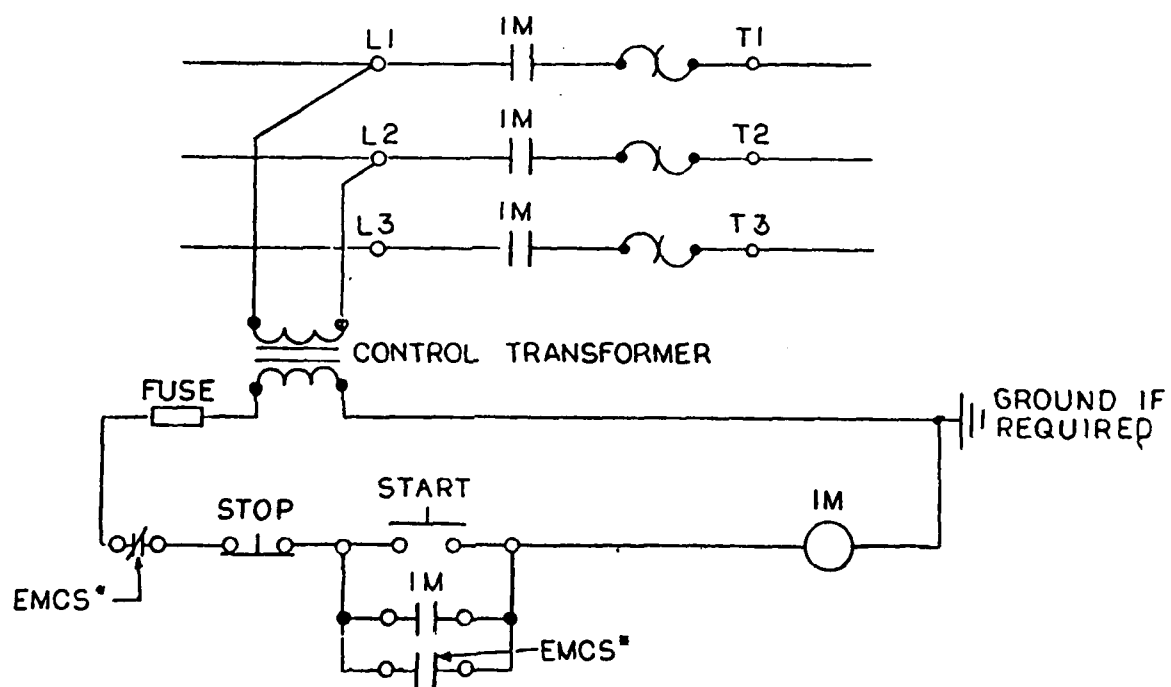 1M
L1
T1
1M
L2
T2
1M
L3
T3
CONTROL TRANSFORMER
FUSE
GROUND IF
REQUIRED
START
STOP
1M
1M
EMCS*
EMCS*